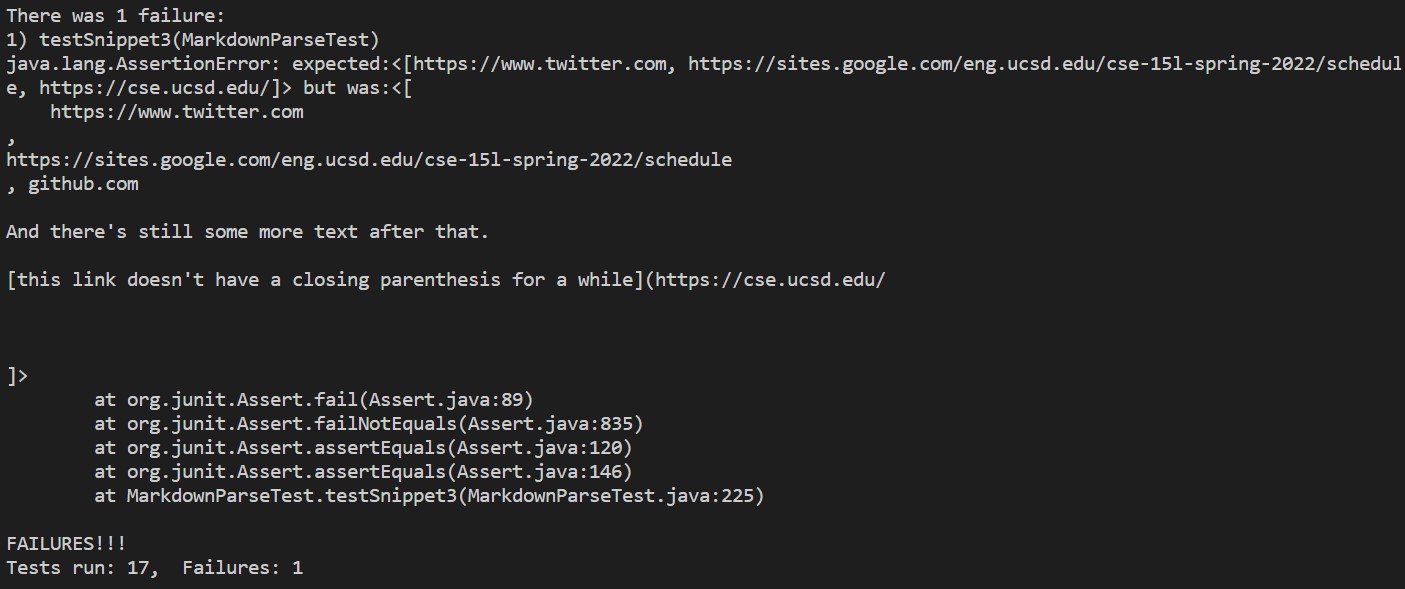 There was 1 failure:
1) testSnippet3(MarkdownParseTest)
java.lang.AssertionError: expected:<[https://www.twitter.com, https://sites.google.com/eng.ucsd.edu/cse-15l-spring-2022/schedul
e, https://cse.ucsd.edu/]> but was:<[
    https://www.twitter.com
,
https://sites.google.com/eng.ucsd.edu/cse-15l-spring-2022/schedule
, github.com

And there's still some more text after that.

[this link doesn't have a closing parenthesis for a while](https://cse.ucsd.edu/



]>
        at org.junit.Assert.fail(Assert.java:89)
        at org.junit.Assert.failNotEquals(Assert.java:835)
        at org.junit.Assert.assertEquals(Assert.java:120)
        at org.junit.Assert.assertEquals(Assert.java:146)
        at MarkdownParseTest.testSnippet3(MarkdownParseTest.java:225)

FAILURES!!!
Tests run: 17,  Failures: 1